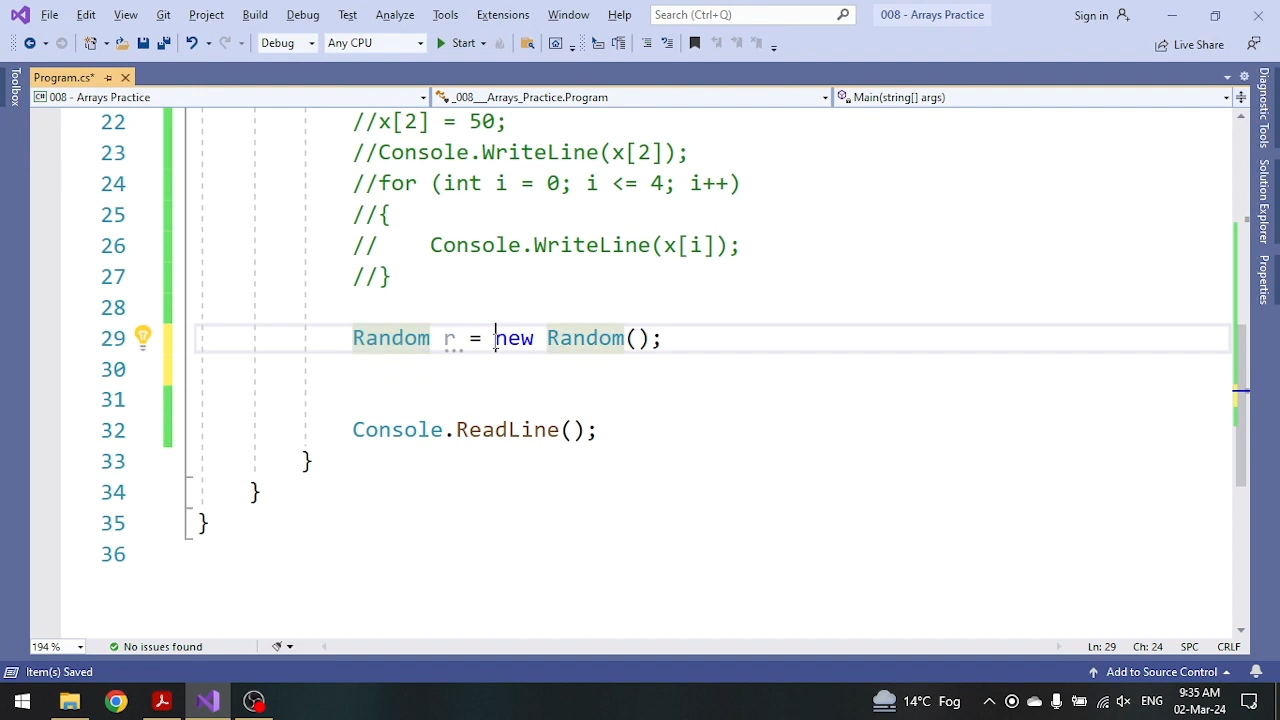 File Edit View Git Project Build Debug Test Analyze Tools Extensions Window Help Search (Ctrl+Q) 008 - Arrays Practice Sign in
Debug Any CPU Start Live Share
Toolbox
Program.cs*
008 - Arrays Practice _008___Arrays_Practice.Program Main(string[] args)
22 //x[2] = 50;
23 //Console.WriteLine(x[2]);
24 //for (int i = 0; i <= 4; i++)
25 //{
26 //    Console.WriteLine(x[i]);
27 //}
28
29 Random r = new Random();
30
31
32 Console.ReadLine();
33 }
34 }
35 }
36
Diagnostic Tools
Solution Explorer
Properties
194 % No issues found Ln: 29 Ch: 24 SPC CRLF
Item(s) Saved Add to Source Control
14°C Fog ENG 9:35 AM
02-Mar-24